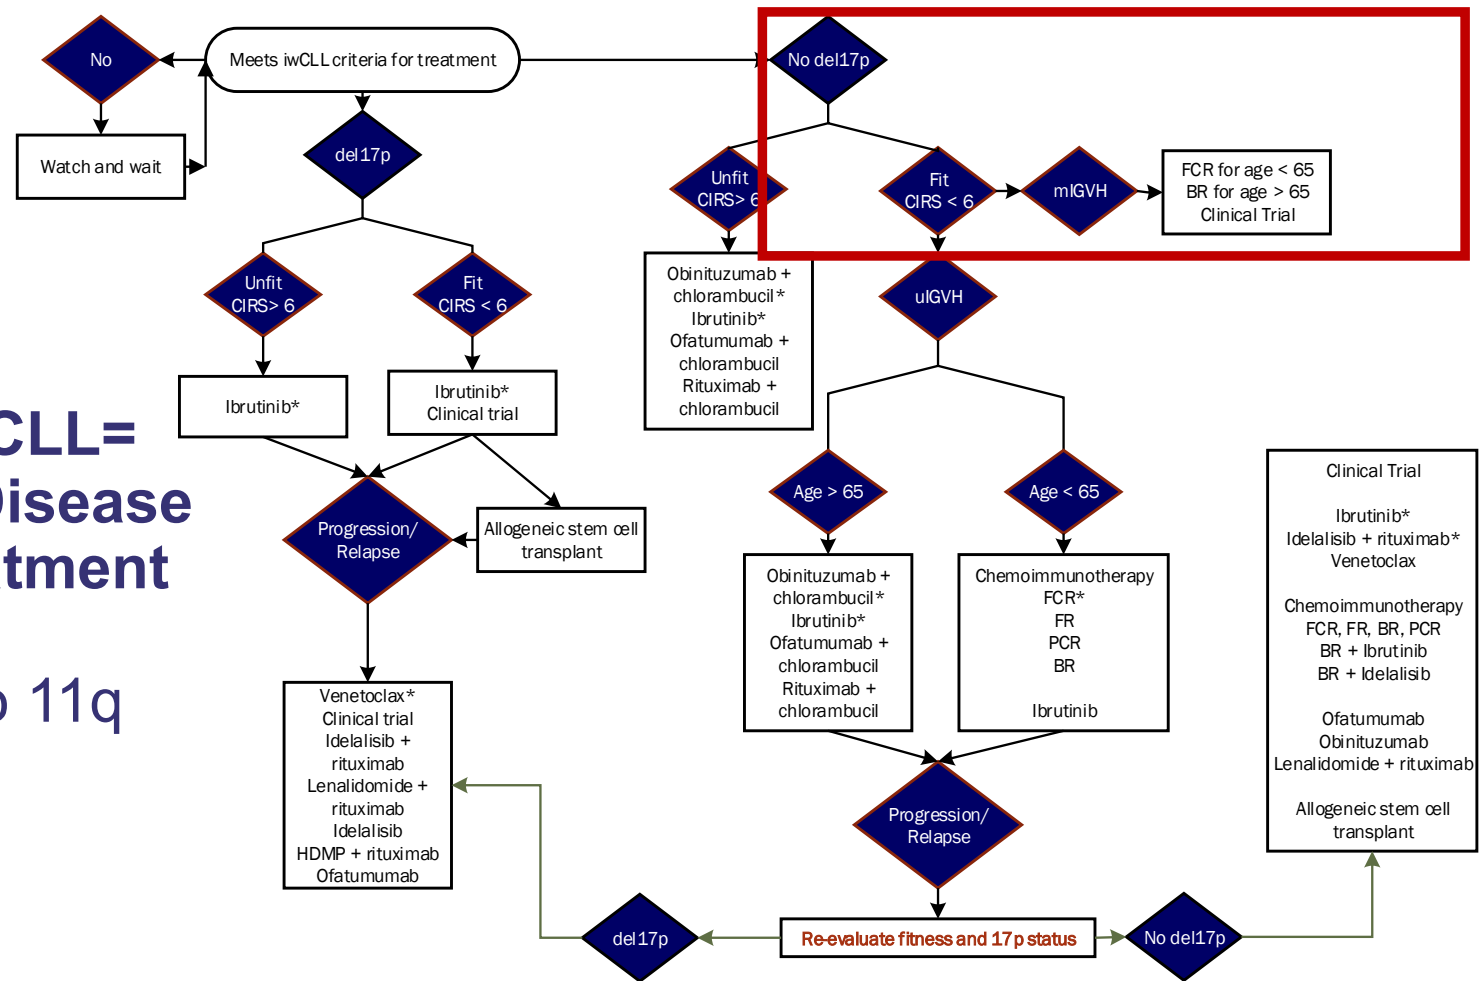 No
Meets iwCLL criteria for treatment
No del17p
Watch and wait
del17p
Unfit
CIRS> 6
Fit
CIRS < 6
mIGVH
FCR for age < 65
BR for age > 65
Clinical Trial
Unfit
CIRS> 6
Fit
CIRS < 6
Obinituzumab +
chlorambucil*
Ibrutinib*
Ofatumumab +
chlorambucil
Rituximab +
chlorambucil
uIGVH
Ibrutinib*
Ibrutinib*
Clinical trial
CLL=
Disease
tment
11q
Progression/
Relapse
Allogeneic stem cell
transplant
Age > 65
Age < 65
Obinituzumab +
chlorambucil*
Ibrutinib*
Ofatumumab +
chlorambucil
Rituximab +
chlorambucil
Chemoimmunotherapy
FCR*
FR
PCR
BR
Ibrutinib
Clinical Trial
Ibrutinib*
Idelalisib + rituximab*
Venetoclax
Chemoimmunotherapy
FCR, FR, BR, PCR
BR + Ibrutinib
BR + Idelalisib
Ofatumumab
Obinituzumab
Lenalidomide + rituximab
Allogeneic stem cell
transplant
Venetoclax*
Clinical trial
Idelalisib +
rituximab
Lenalidomide +
rituximab
Idelalisib
HDMP + rituximab
Ofatumumab
Progression/
Relapse
del17p
Re-evaluate fitness and 17p status
No del17p